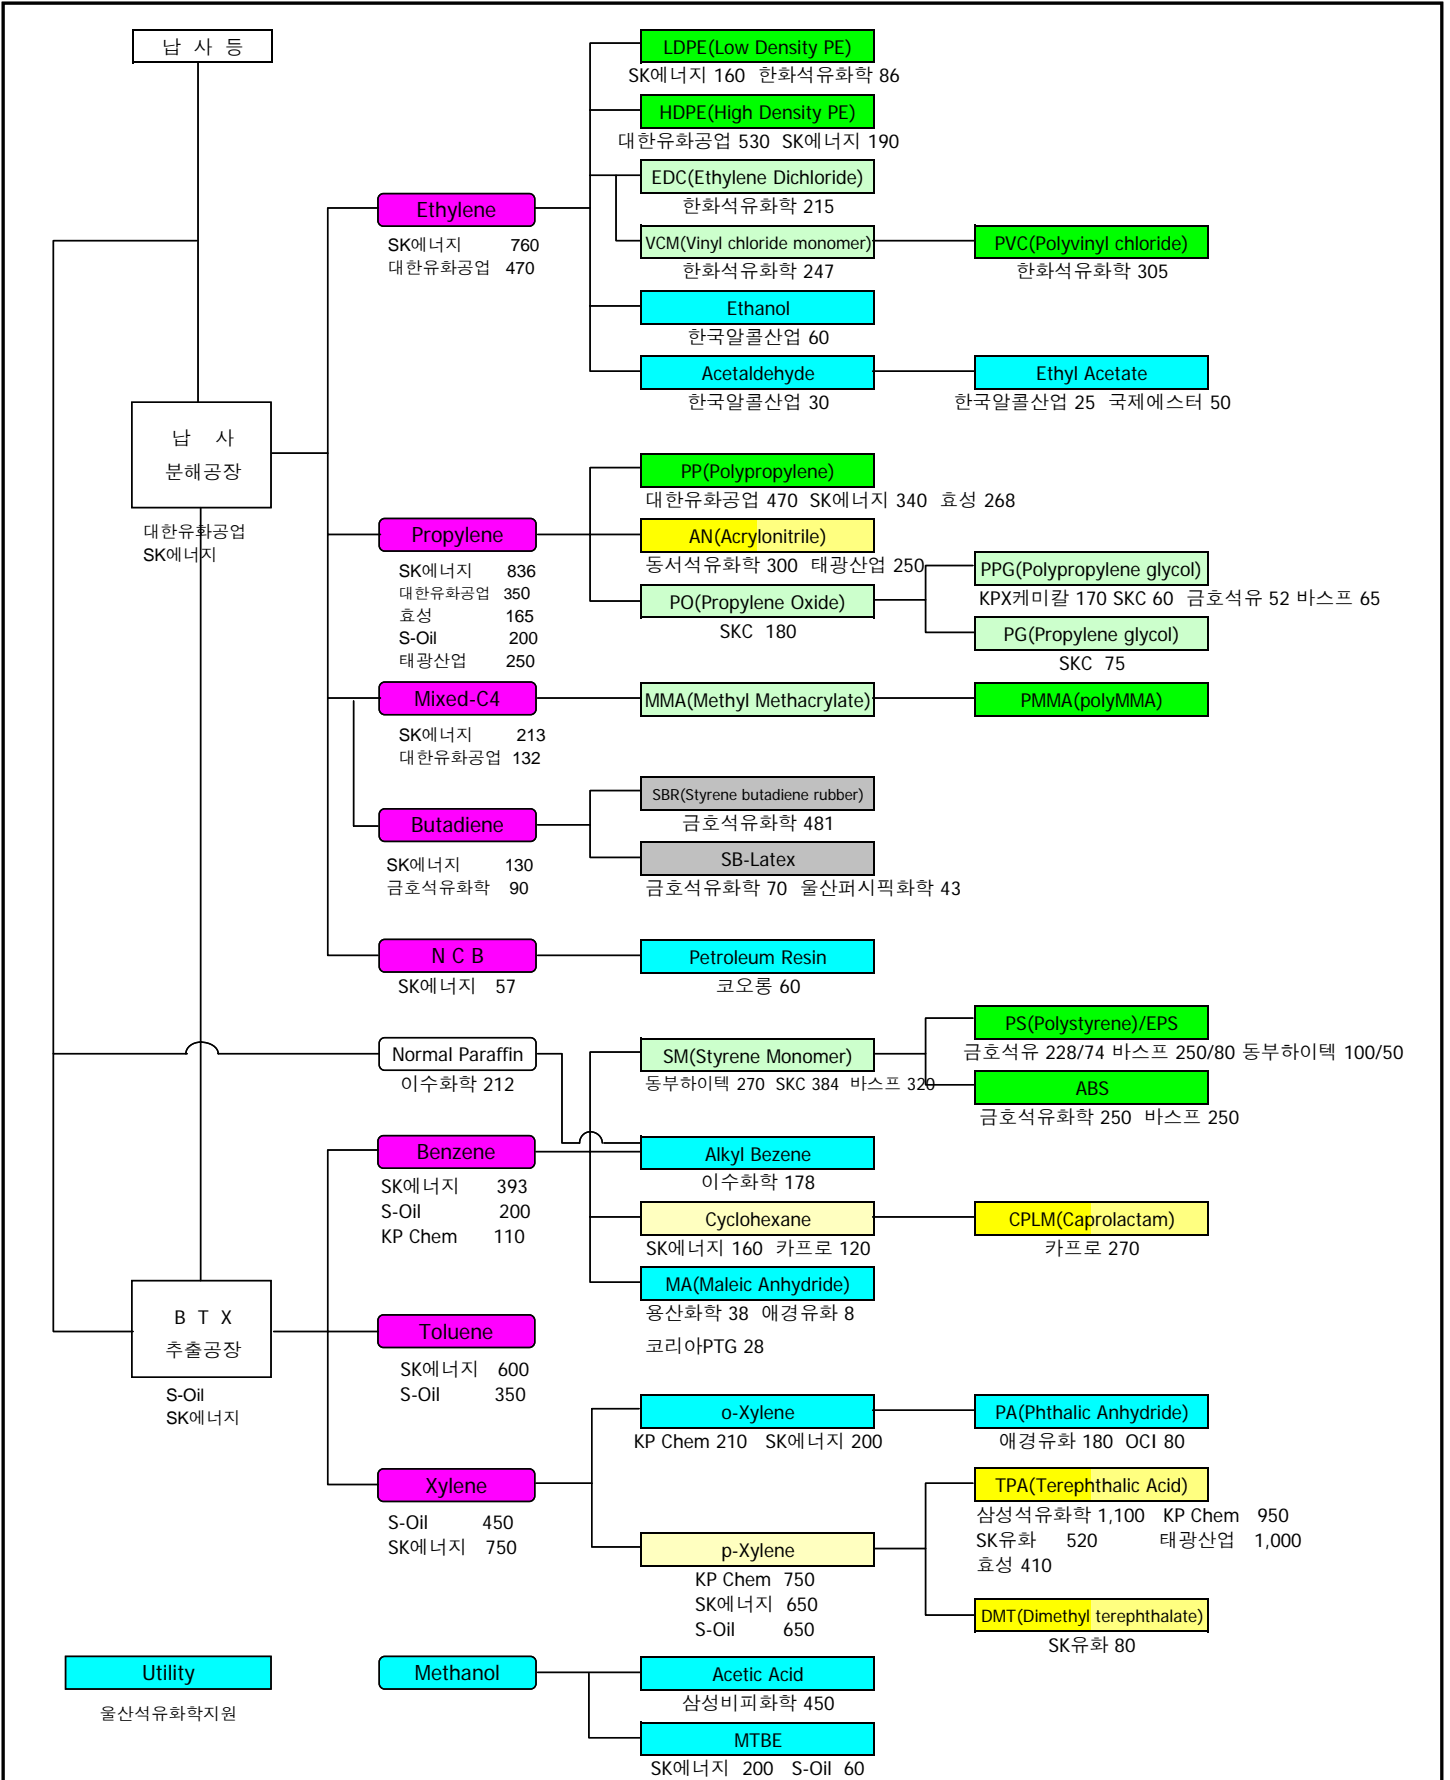 납 사 등
LDPE(Low Density PE)
SK에너지 160 한화석유화학 86
HDPE(High Density PE)
대한유화공업 530 SK에너지 190
EDC(Ethylene Dichloride)
한화석유화학 215
Ethylene
SK에너지 760
대한유화공업 470
VCM(Vinyl chloride monomer)
한화석유화학 247
PVC(Polyvinyl chloride)
한화석유화학 305
Ethanol
한국알콜산업 60
Acetaldehyde
한국알콜산업 30
Ethyl Acetate
한국알콜산업 25 국제에스터 50
납 사
분해공장
대한유화공업
SK에너지
PP(Polypropylene)
대한유화공업 470 SK에너지 340 효성 268
Propylene
SK에너지 836
대한유화공업 350
효성 165
S-Oil 200
태광산업 250
AN(Acrylonitrile)
동서석유화학 300 태광산업 250
PO(Propylene Oxide)
SKC 180
PPG(Polypropylene glycol)
KPX케미칼 170 SKC 60 금호석유 52 바스프 65
PG(Propylene glycol)
SKC 75
Mixed-C4
SK에너지 213
대한유화공업 132
MMA(Methyl Methacrylate)
PMMA(polyMMA)
Butadiene
SK에너지 130
금호석유화학 90
SBR(Styrene butadiene rubber)
금호석유화학 481
SB-Latex
금호석유화학 70 울산퍼시픽화학 43
N C B
SK에너지 57
Petroleum Resin
코오롱 60
Normal Paraffin
이수화학 212
SM(Styrene Monomer)
동부하이텍 270 SKC 384 바스프 320
PS(Polystyrene)/EPS
금호석유 228/74 바스프 250/80 동부하이텍 100/50
ABS
금호석유화학 250 바스프 250
Benzene
SK에너지 393
S-Oil 200
KP Chem 110
Alkyl Bezene
이수화학 178
Cyclohexane
SK에너지 160 카프로 120
CPLM(Caprolactam)
카프로 270
MA(Maleic Anhydride)
용산화학 38 애경유화 8
코리아PTG 28
B T X
추출공장
S-Oil
SK에너지
Toluene
SK에너지 600
S-Oil 350
o-Xylene
KP Chem 210 SK에너지 200
PA(Phthalic Anhydride)
애경유화 180 OCI 80
Xylene
S-Oil 450
SK에너지 750
p-Xylene
KP Chem 750
SK에너지 650
S-Oil 650
TPA(Terephthalic Acid)
삼성석유화학 1,100 KP Chem 950
SK유화 520 태광산업 1,000
효성 410
DMT(Dimethyl terephthalate)
SK유화 80
Utility
울산석유화학지원
Methanol
Acetic Acid
삼성비피화학 450
MTBE
SK에너지 200 S-Oil 60